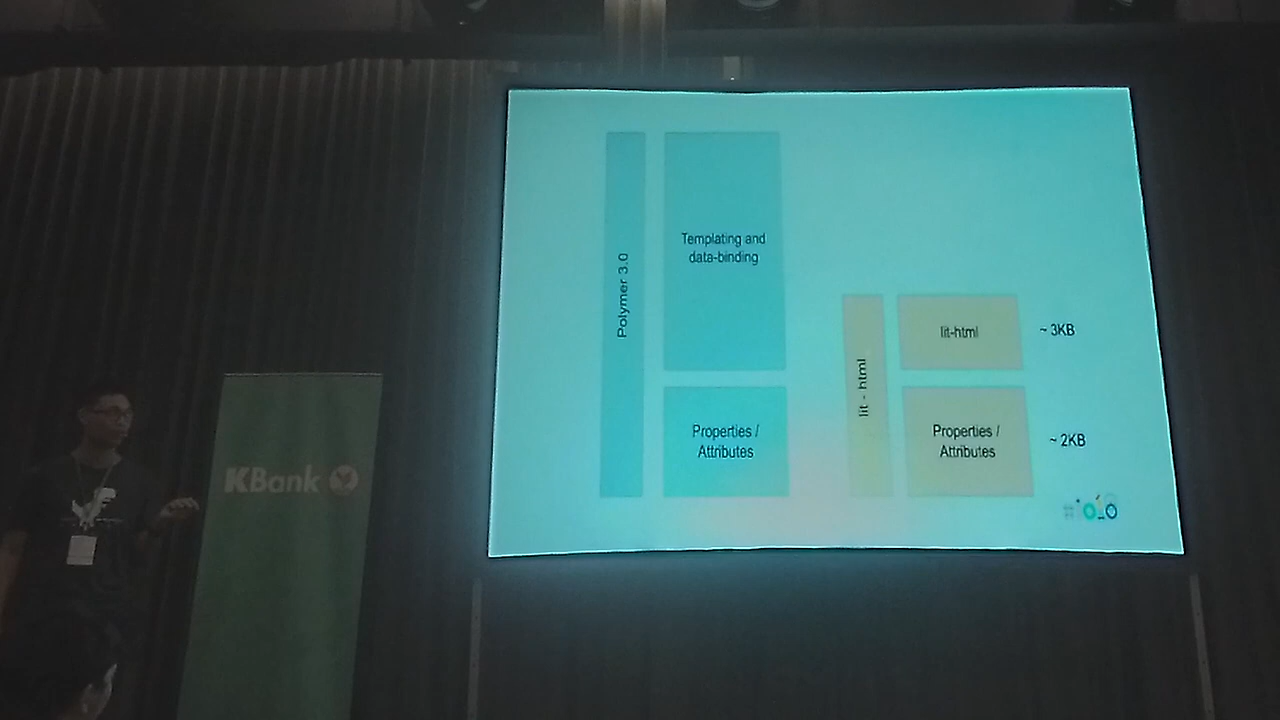 Polymer 3.0
Templating and
data-binding
Properties /
Attributes
lit - html
lit-html
~ 3KB
Properties /
Attributes
~ 2KB
KBank